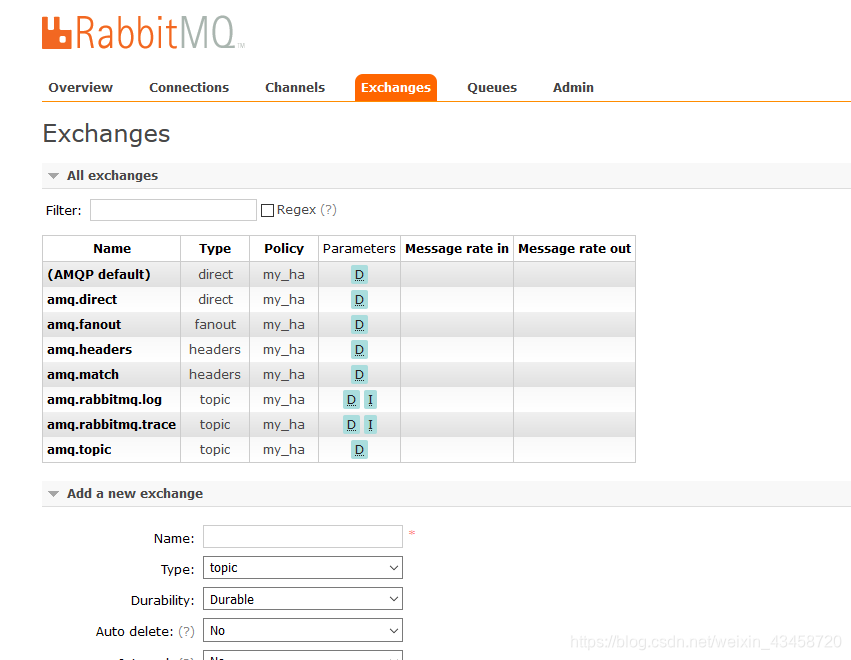 RabbitMQ™
Overview Connections Channels Exchanges Queues Admin
Exchanges
All exchanges
Filter: Regex (?)
Name Type Policy Parameters Message rate in Message rate out
(AMQP default) direct my_ha D
amq.direct direct my_ha D
amq.fanout fanout my_ha D
amq.headers headers my_ha D
amq.match headers my_ha D
amq.rabbitmq.log topic my_ha D I
amq.rabbitmq.trace topic my_ha D I
amq.topic topic my_ha D
Add a new exchange
Name: *
Type: topic
Durability: Durable
Auto delete: (?) No
https://blog.csdn.net/weixin_43458720